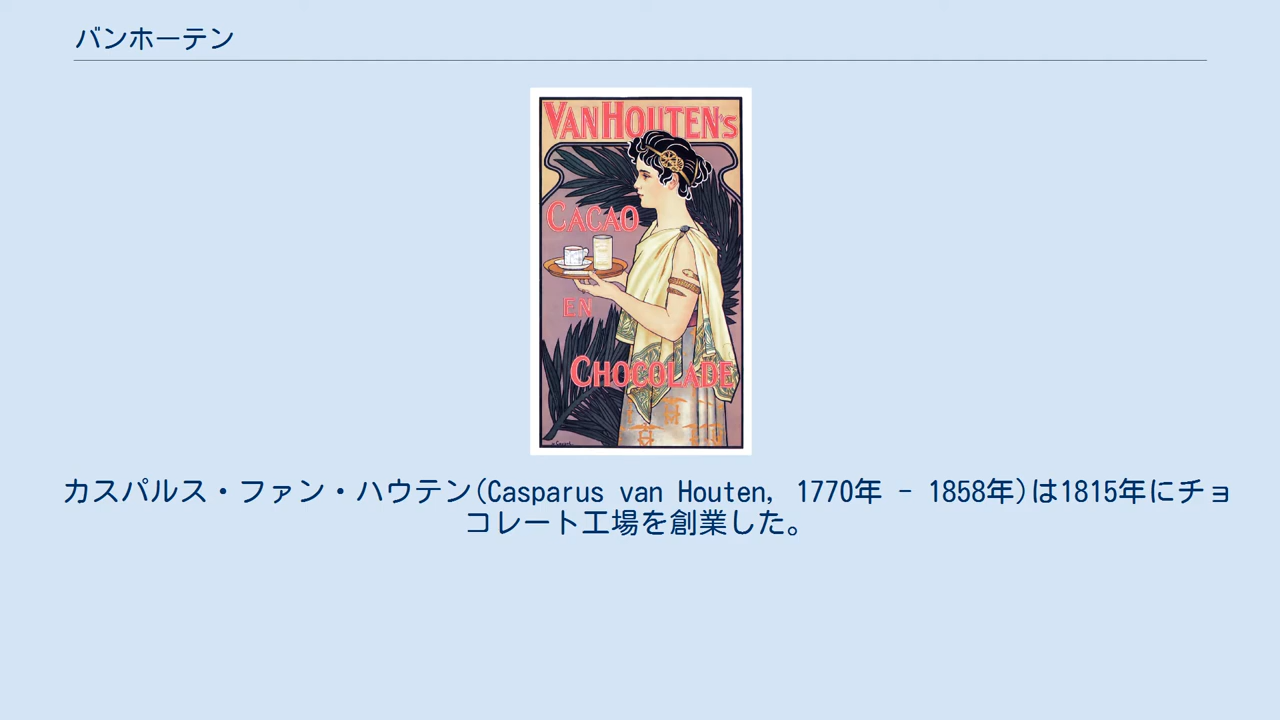 バンホーテン
VAN HOUTEN'S
CACAO
EN
CHOCOLADE
カスパルス・ファン・ハウテン(Casparus van Houten, 1770年 - 1858年)は1815年にチョ
コレート工場を創業した。